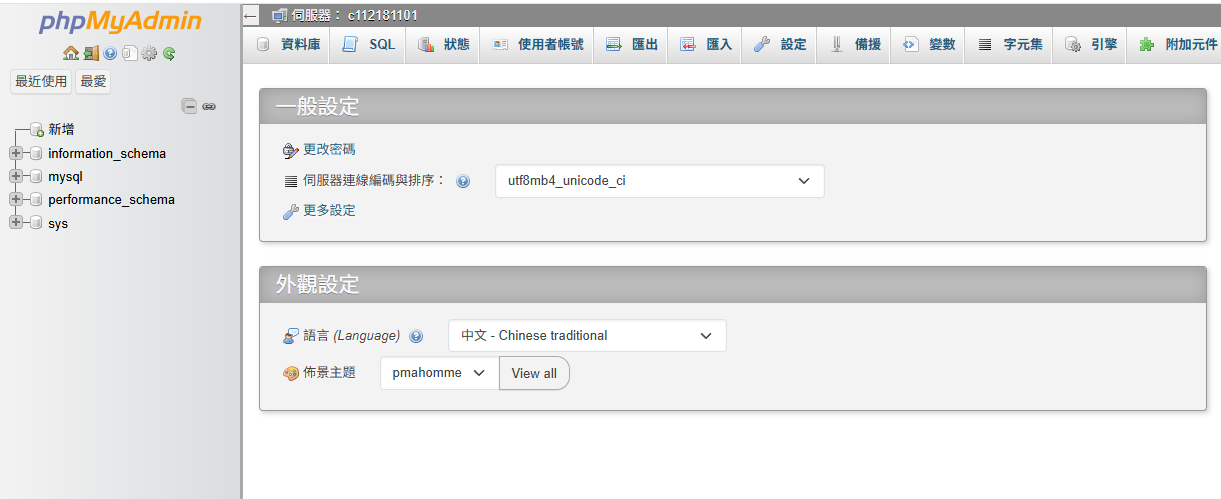 phpMyAdmin
最近使用 最愛
新增
information_schema
mysql
performance_schema
sys
伺服器： c112181101
資料庫 SQL 狀態 使用者帳號 匯出 匯入 設定 備援 變數 字元集 引擎 附加元件
一般設定
更改密碼
伺服器連線編碼與排序： utf8mb4_unicode_ci
更多設定
外觀設定
語言 (Language) 中文 - Chinese traditional
佈景主題 pmahomme View all